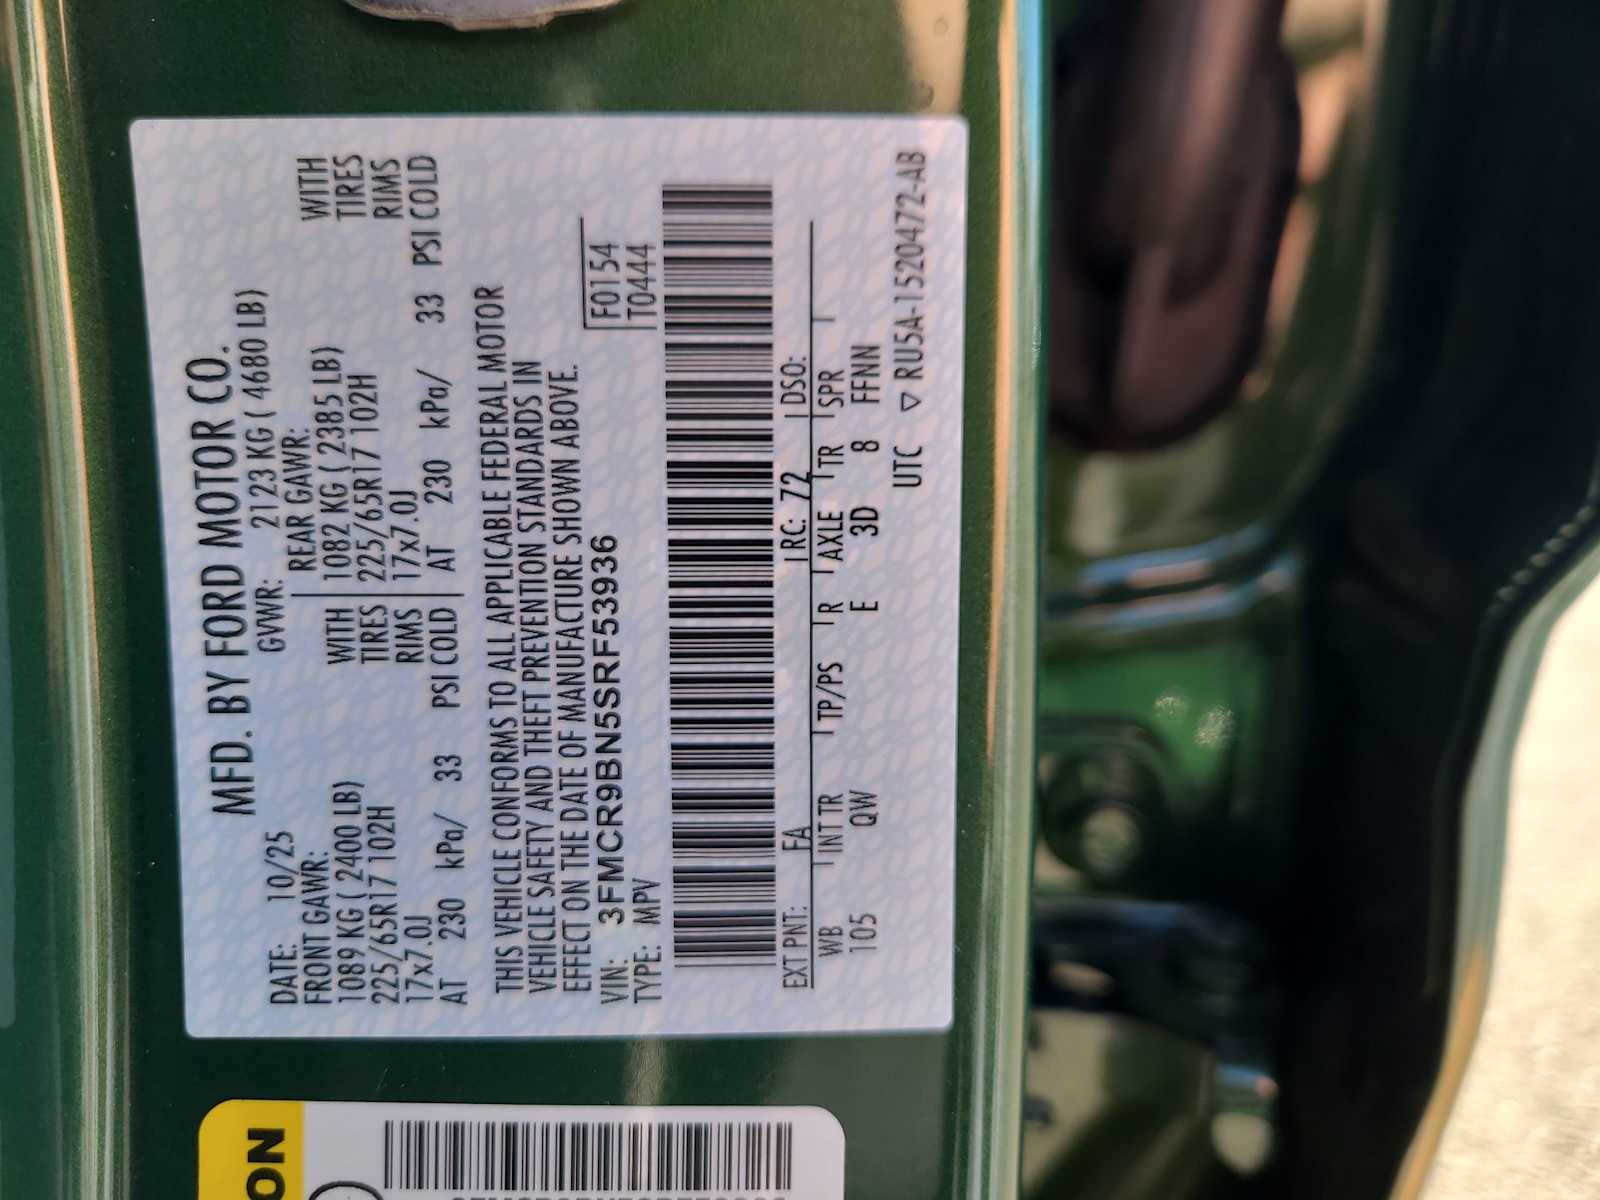 MFD. BY FORD MOTOR CO.
DATE: 10/25 GVWR: 2123 KG ( 4680 LB)
FRONT GAWR: REAR GAWR:
1089 KG ( 2400 LB) WITH 1082 KG ( 2385 LB) WITH
225/65R17 102H TIRES 225/65R17 102H TIRES
17x7.0J RIMS 17x7.0J RIMS
AT 230 kPa/ 33 PSI COLD AT 230 kPa/ 33 PSI COLD
THIS VEHICLE CONFORMS TO ALL APPLICABLE FEDERAL MOTOR
VEHICLE SAFETY AND THEFT PREVENTION STANDARDS IN
EFFECT ON THE DATE OF MANUFACTURE SHOWN ABOVE.
VIN: 3FMCR9BN5SRF53936 F0154
TYPE: MPV T0444
EXT PNT: FA RC: 72 DSO:
WB INT TR TP/PS R AXLE TR SPR
105 QW E 3D 8 FFNN
UTC ▽ RU5A-1520472-AB
ON